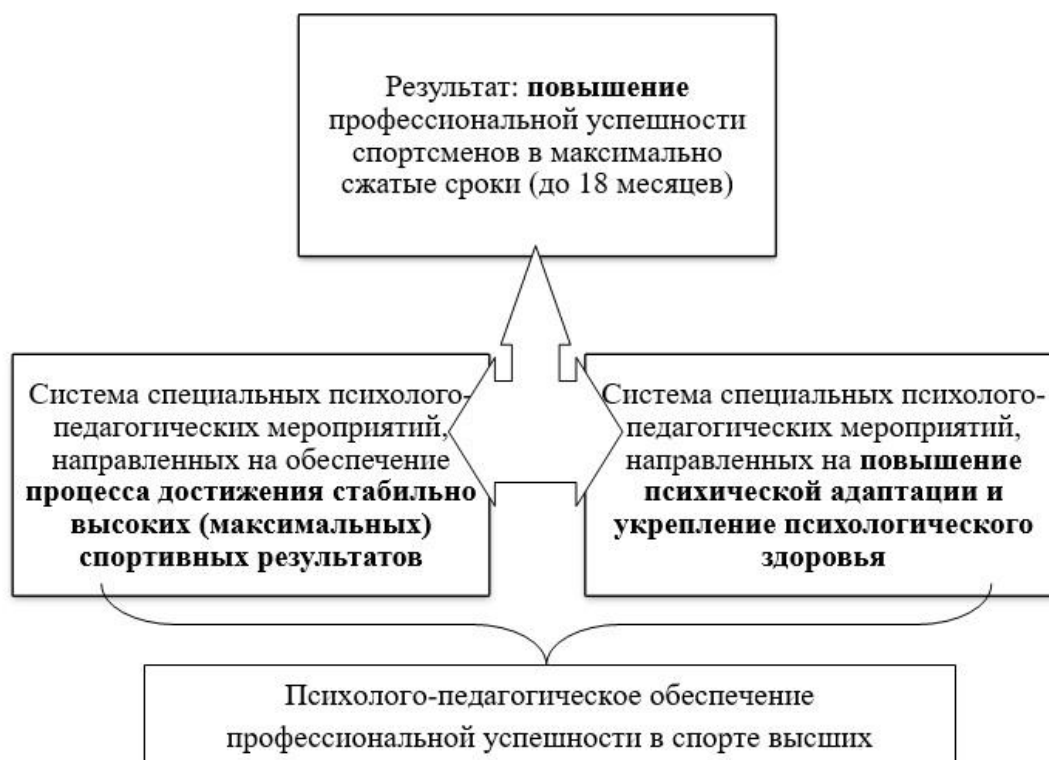 Результат: повышение
профессиональной успешности
спортсменов в максимально
сжатые сроки (до 18 месяцев)
Система специальных психолого-
педагогических мероприятий,
направленных на обеспечение
процесса достижения стабильно
высоких (максимальных)
спортивных результатов
Система специальных психолого-
педагогических мероприятий,
направленных на повышение
психической адаптации и
укрепление психологического
здоровья
Психолого-педагогическое обеспечение
профессиональной успешности в спорте высших